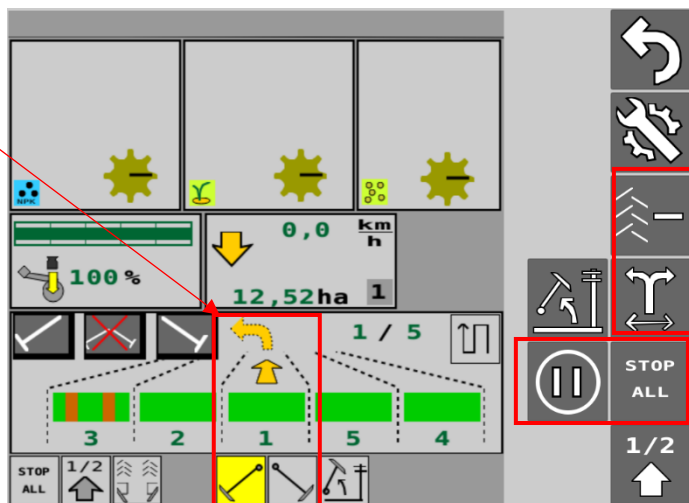 NPK
0,0 km/h
100 %
12,52ha 1
1 / 5
STOP
ALL
3 2 1 5 4
1/2
STOP
ALL
1/2